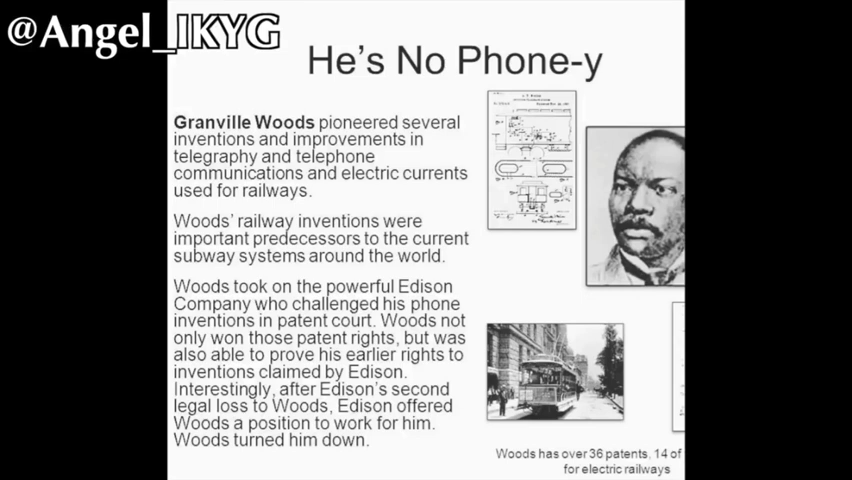 @Angel_IKYG
He's No Phone-y
Granville Woods pioneered several
inventions and improvements in
telegraphy and telephone
communications and electric currents
used for railways.
Woods' railway inventions were
important predecessors to the current
subway systems around the world.
Woods took on the powerful Edison
Company who challenged his phone
inventions in patent court. Woods not
only won those patent rights, but was
also able to prove his earlier rights to
inventions claimed by Edison.
Interestingly, after Edison's second
legal loss to Woods, Edison offered
Woods a position to work for him.
Woods turned him down.
Woods has over 36 patents, 14 of
for electric railways